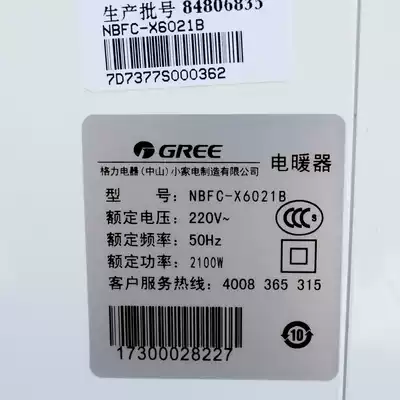 生产批号 84806835
NBFC-X6021B
7D7377S000362
GREE
格力电器(中山)小家电制造有限公司 电暖器
型 号: NBFC-X6021B
额定电压: 220V~
额定频率: 50Hz
额定功率: 2100W
客户服务热线: 4008 365 315
CCC S
17300028227
10